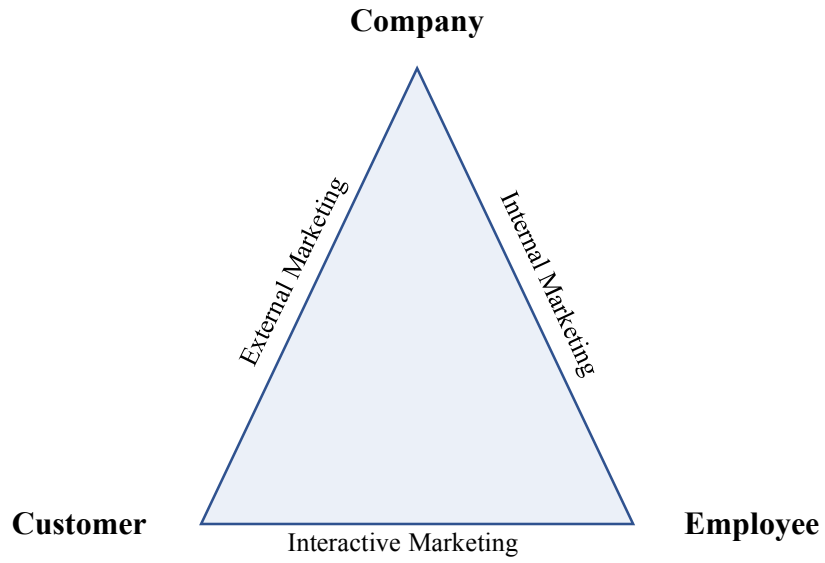 Company
External Marketing
Internal Marketing
Customer
Employee
Interactive Marketing